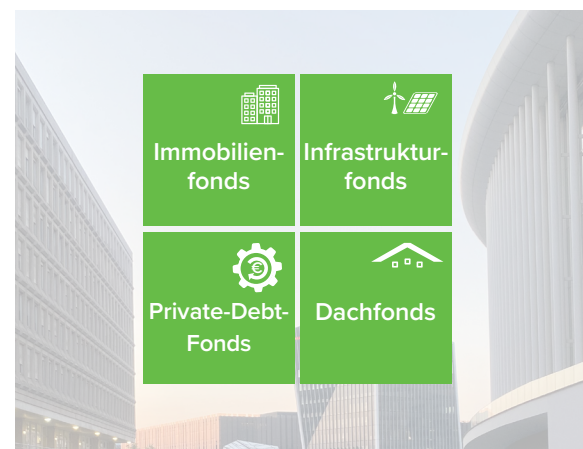 Immobilien-
fonds
Infrastruktur-
fonds
Private-Debt-
Fonds
Dachfonds